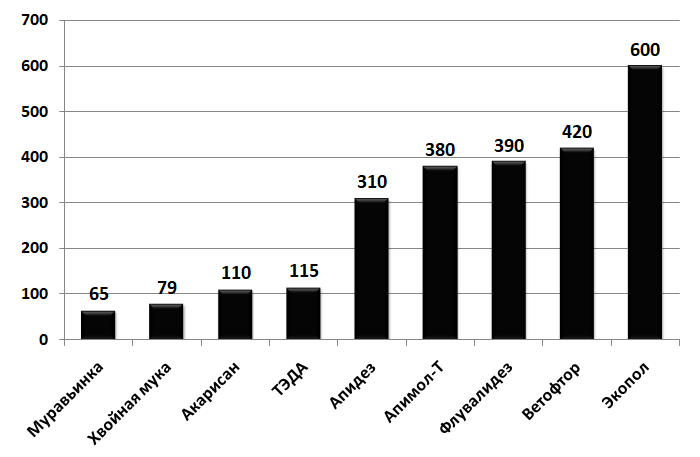 700
600
500
400
300
200
100
0
65
79
110
115
310
380
390
420
600
Муравьинка
Хвойная мука
Акарисан
ТЭДА
Апидез
Апимол-Т
Флувалидез
Ветофтор
Экопол